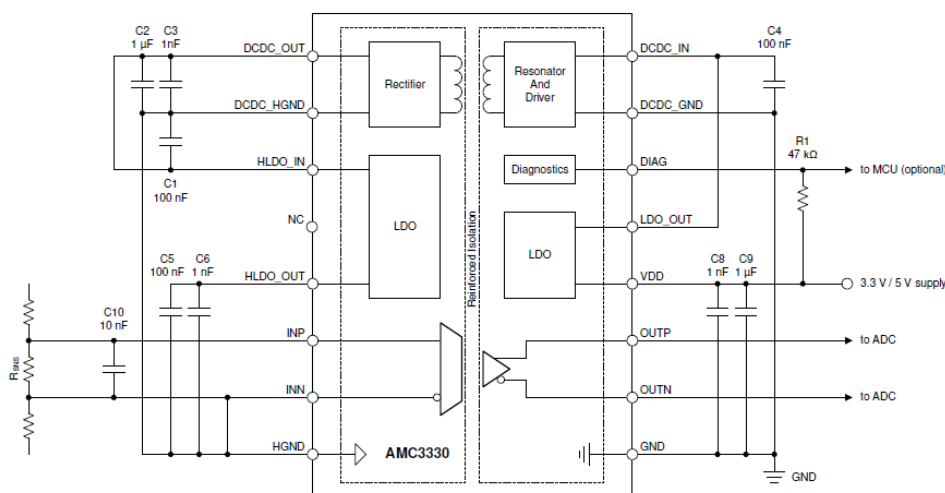 C2 C3
1 µF 1nF
DCDC_OUT
DCDC_IN
C4
100 nF
Rectifier
Resonator
And
Driver
DCDC_HGND
DCDC_GND
HLDO_IN
C1
100 nF
Diagnostics
DIAG
R1
47 kΩ
to MCU (optional)
NC
LDO
Reinforced Isolation
LDO
LDO_OUT
C5 C6
100 nF 1 nF
HLDO_OUT
VDD
C8 C9
1 nF 1 µF
3.3 V / 5 V supply
RSNS
C10
10 nF
INP
OUTP
to ADC
INN
OUTN
to ADC
HGND
AMC3330
GND
GND